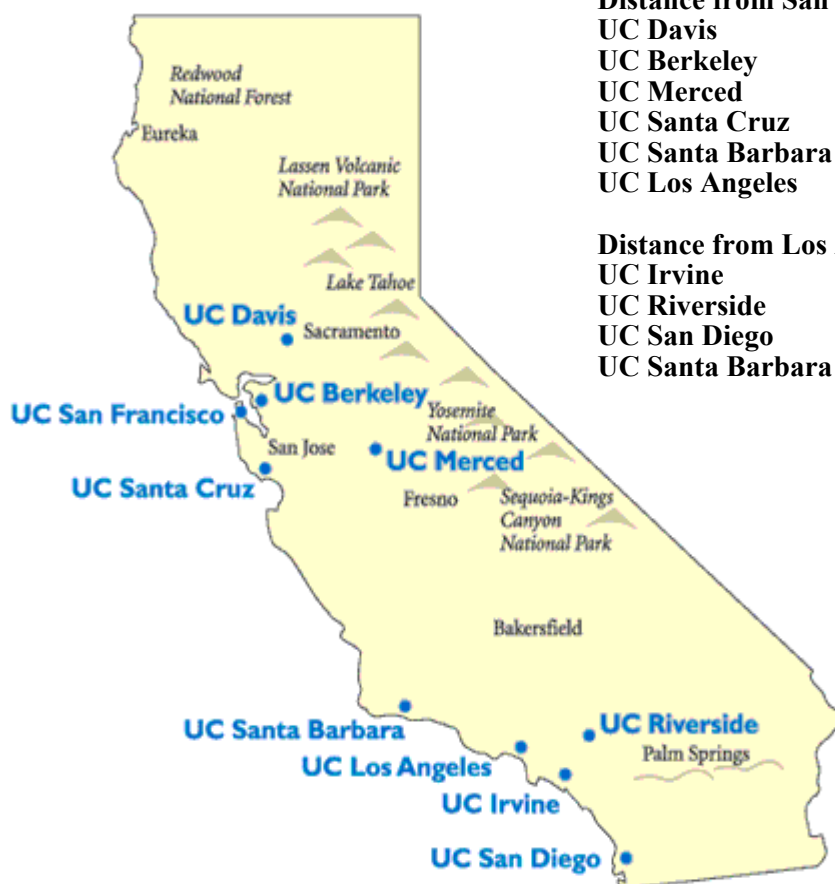 Distance from San
UC Davis
UC Berkeley
UC Merced
UC Santa Cruz
UC Santa Barbara
UC Los Angeles
Distance from Los
UC Irvine
UC Riverside
UC San Diego
UC Santa Barbara
Redwood
National Forest
Eureka
Lassen Volcanic
National Park
Lake Tahoe
UC Davis
Sacramento
UC Berkeley
UC San Francisco
Yosemite
National Park
San Jose
UC Merced
UC Santa Cruz
Fresno
Sequoia-Kings
Canyon
National Park
Bakersfield
UC Santa Barbara
UC Riverside
Palm Springs
UC Los Angeles
UC Irvine
UC San Diego